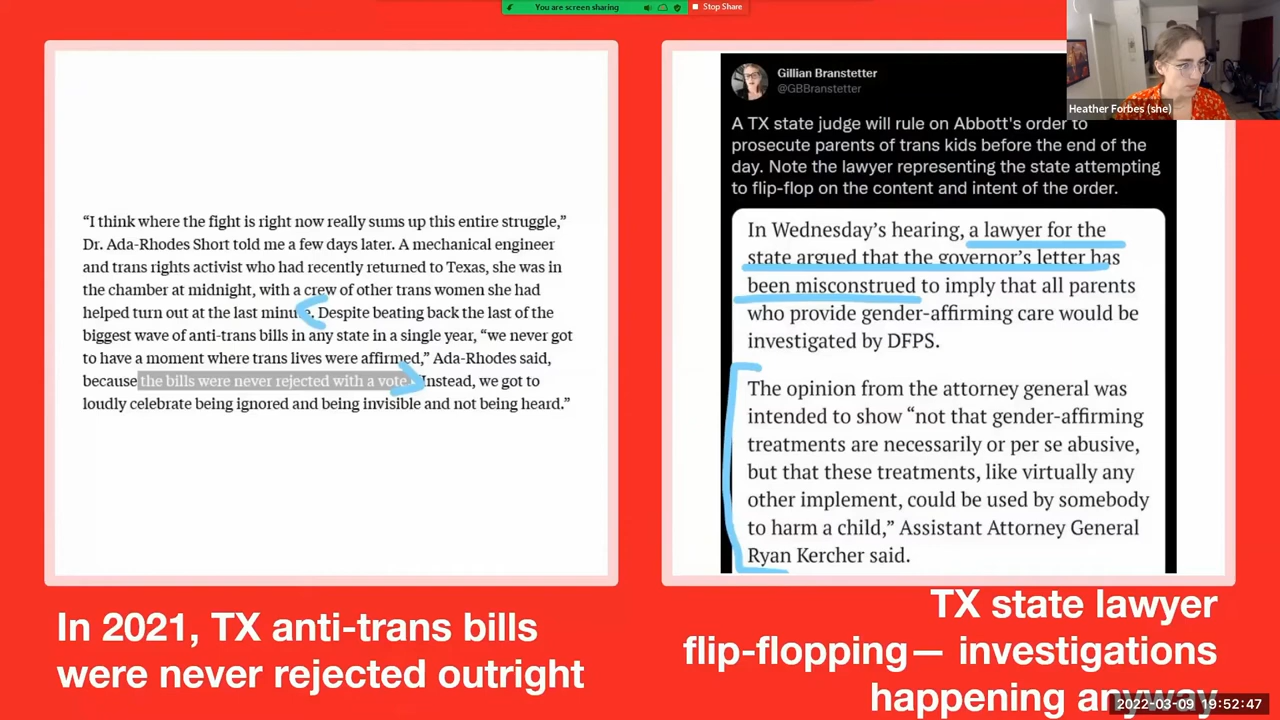 You are screen sharing
Stop Share
“I think where the fight is right now really sums up this entire struggle,”
Dr. Ada-Rhodes Short told me a few days later. A mechanical engineer
and trans rights activist who had recently returned to Texas, she was in
the chamber at midnight, with a crew of other trans women she had
helped turn out at the last minute. Despite beating back the last of the
biggest wave of anti-trans bills in any state in a single year, “we never got
to have a moment where trans lives were affirmed,” Ada-Rhodes said,
because the bills were never rejected with a vote. “Instead, we got to
loudly celebrate being ignored and being invisible and not being heard.”
In 2021, TX anti-trans bills
were never rejected outright
Gillian Branstetter
@GBBranstetter
A TX state judge will rule on Abbott's order to
prosecute parents of trans kids before the end of the
day. Note the lawyer representing the state attempting
to flip-flop on the content and intent of the order.
In Wednesday’s hearing, a lawyer for the
state argued that the governor’s letter has
been misconstrued to imply that all parents
who provide gender-affirming care would be
investigated by DFPS.
The opinion from the attorney general was
intended to show “not that gender-affirming
treatments are necessarily or per se abusive,
but that these treatments, like virtually any
other implement, could be used by somebody
to harm a child,” Assistant Attorney General
Ryan Kercher said.
TX state lawyer
flip-flopping— investigations
happening anyway
Heather Forbes (she)
2022-03-09 19:52:47